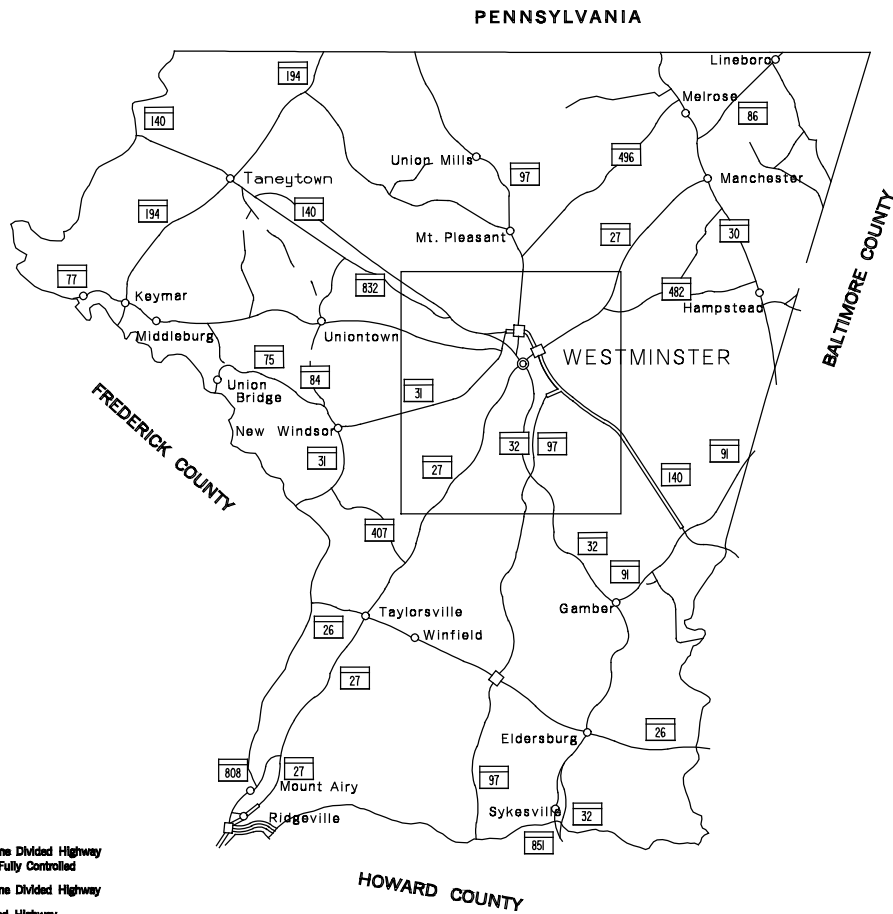 PENNSYLVANIA
Lineboro
194
Melrose
140
86
496
Union Mills
97
Taneytown
Manchester
194
140
30
27
Mt. Pleasant
77
832
482
Keymar
Hampstead
BALTIMORE COUNTY
Middleburg
Uniontown
WESTMINSTER
75
84
Union
Bridge
31
FREDERICK COUNTY
New Windsor
32
97
91
31
27
140
407
32
91
Gamber
Taylorsville
26
Winfield
27
26
Eldersburg
808
27
97
Mount Airy
Sykesville
32
Ridgeville
851
ne Divided Highway
Fully Controlled
ne Divided Highway
HOWARD COUNTY
ed Highway